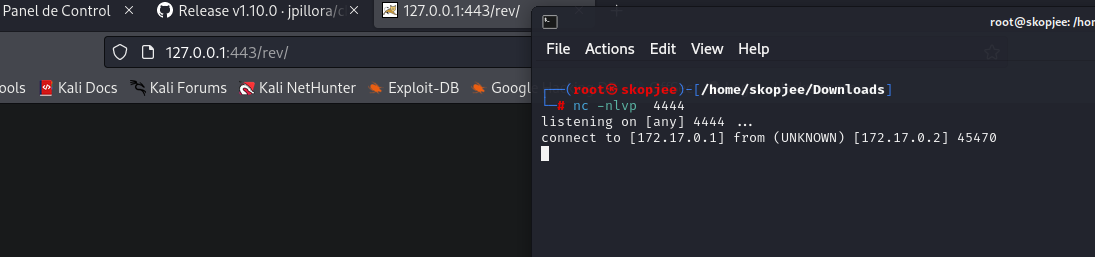 Panel de Control
Release v1.10.0 · jpillora/c
127.0.0.1:443/rev/
127.0.0.1:443/rev/
ools
Kali Docs
Kali Forums
Kali NetHunter
Exploit-DB
Googl
root@skopjee: /hom
File Actions Edit View Help
┌──(root㉿skopjee)-[/home/skopjee/Downloads]
└─# nc -nlvp 4444
listening on [any] 4444 ...
connect to [172.17.0.1] from (UNKNOWN) [172.17.0.2] 45470